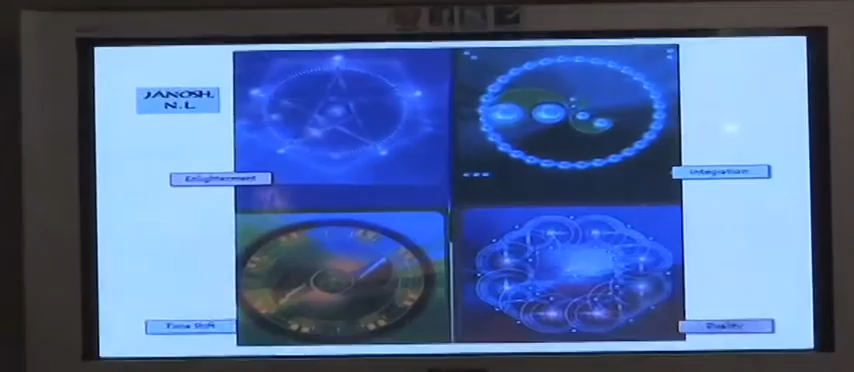 JANOSH.
N.L
Enlightenment
Integration
Time Shift
Duality